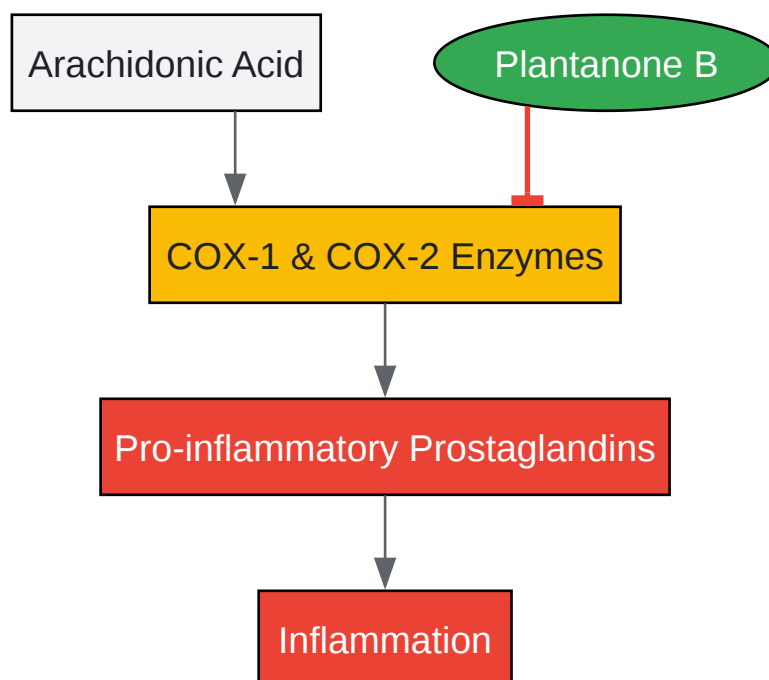 Arachidonic Acid
Plantanone B
COX-1 & COX-2 Enzymes
Pro-inflammatory Prostaglandins
Inflammation